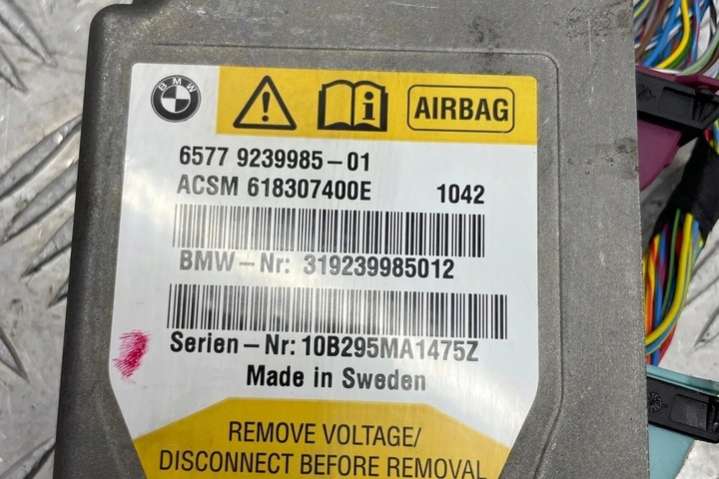 BMW
AIRBAG
6577 9239985-01
ACSM 618307400E 1042
BMW-Nr: 319239985012
Serien-Nr: 10B295MA1475Z
Made in Sweden
REMOVE VOLTAGE/
DISCONNECT BEFORE REMOVAL